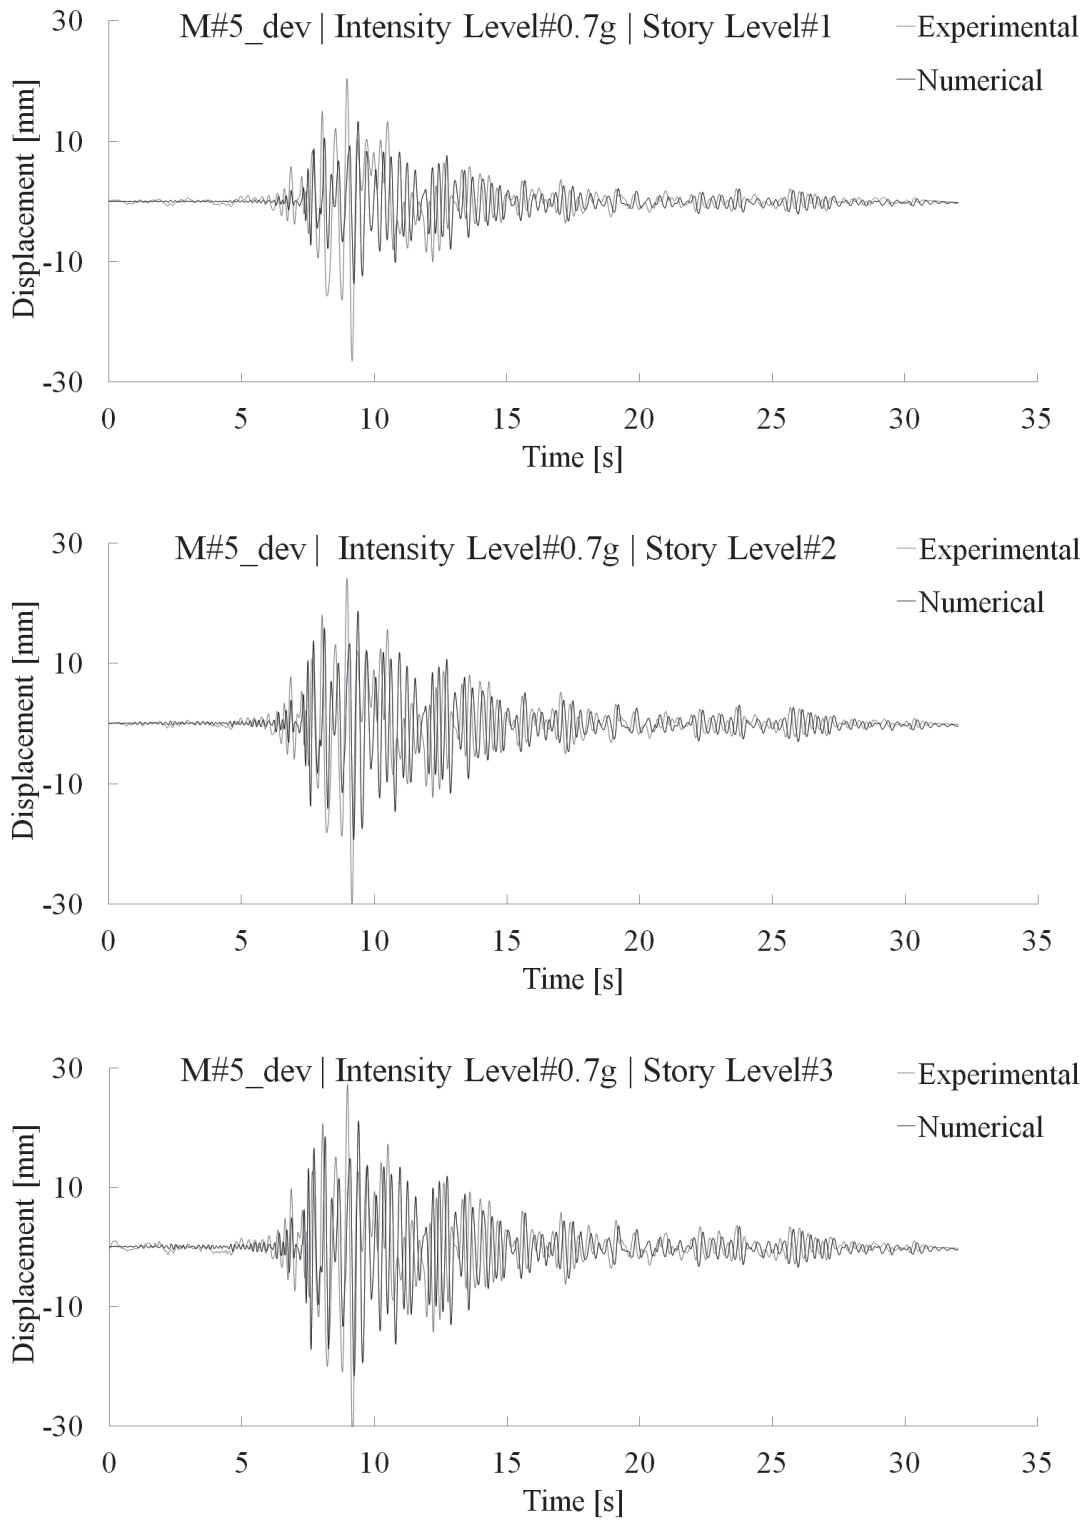 M#5_dev | Intensity Level#0.7g | Story Level#1
Experimental
Numerical
Displacement [mm]
30
10
-10
-30
0 5 10 15 20 25 30 35
Time [s]
M#5_dev | Intensity Level#0.7g | Story Level#2
Experimental
Numerical
Displacement [mm]
30
10
-10
-30
0 5 10 15 20 25 30 35
Time [s]
M#5_dev | Intensity Level#0.7g | Story Level#3
Experimental
Numerical
Displacement [mm]
30
10
-10
-30
0 5 10 15 20 25 30 35
Time [s]